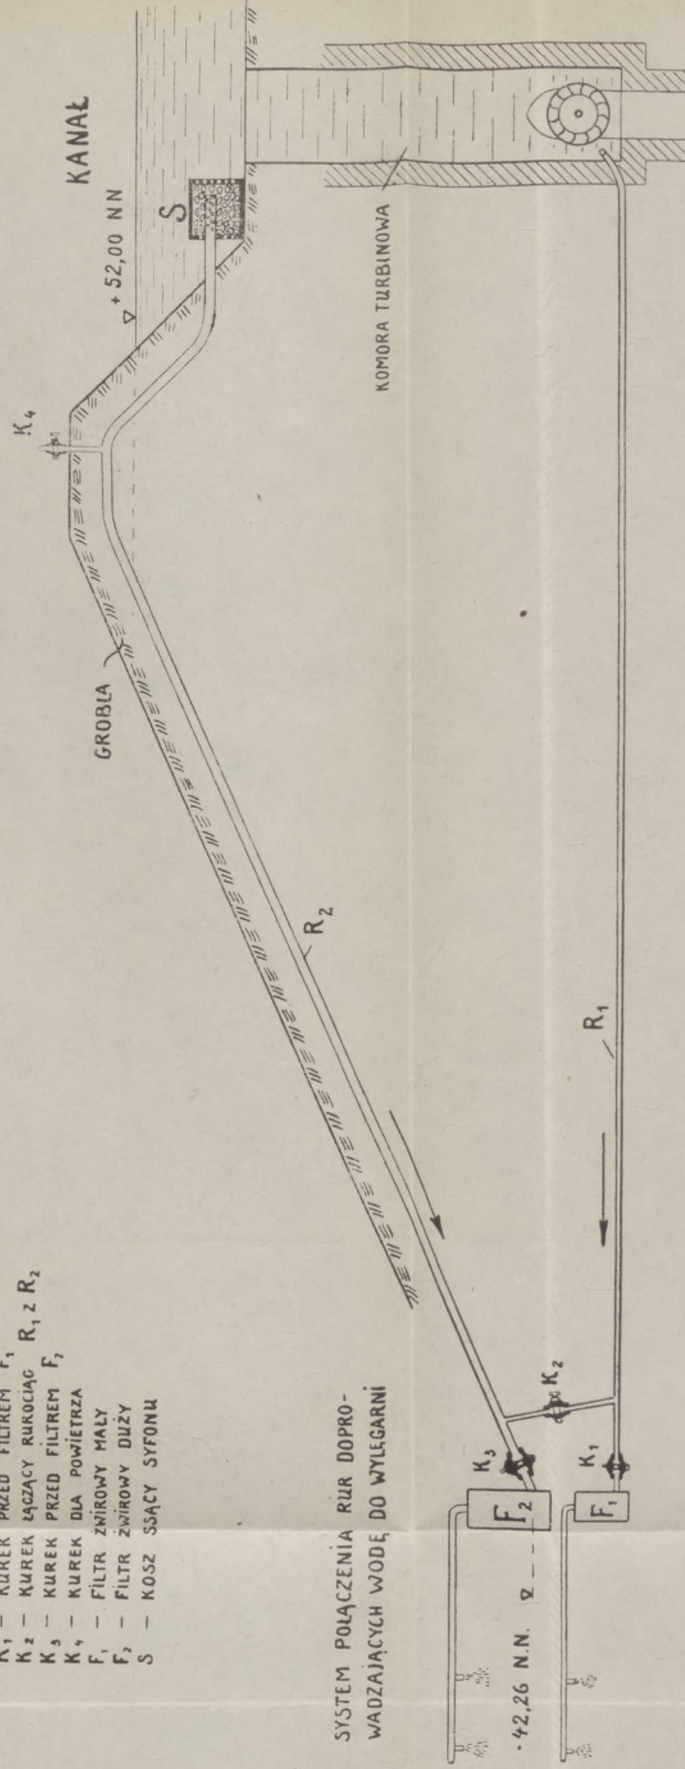 K₁ – KUREK PRZED FILTREM F₁
K₂ – KUREK ŁĄCZĄCY RUROCIĄG R₁ Z R₂
K₃ – KUREK PRZED FILTREM F₂
K₄ – KUREK DLA POWIETRZA
F₁ – FILTR ŻWIROWY MAŁY
F₂ – FILTR ŻWIROWY DUŻY
S – KOSZ SSĄCY SYFONU
SYSTEM POŁĄCZENIA RUR DOPRO-
WADZAJĄCYCH WODĘ DO WYLĘGARNI
KANAŁ
+ 52,00 NN
S
K₄
GROBLA
KOMORA TURBINOWA
R₂
R₁
K₃
K₂
K₁
F₂
F₁
42,26 N.N.